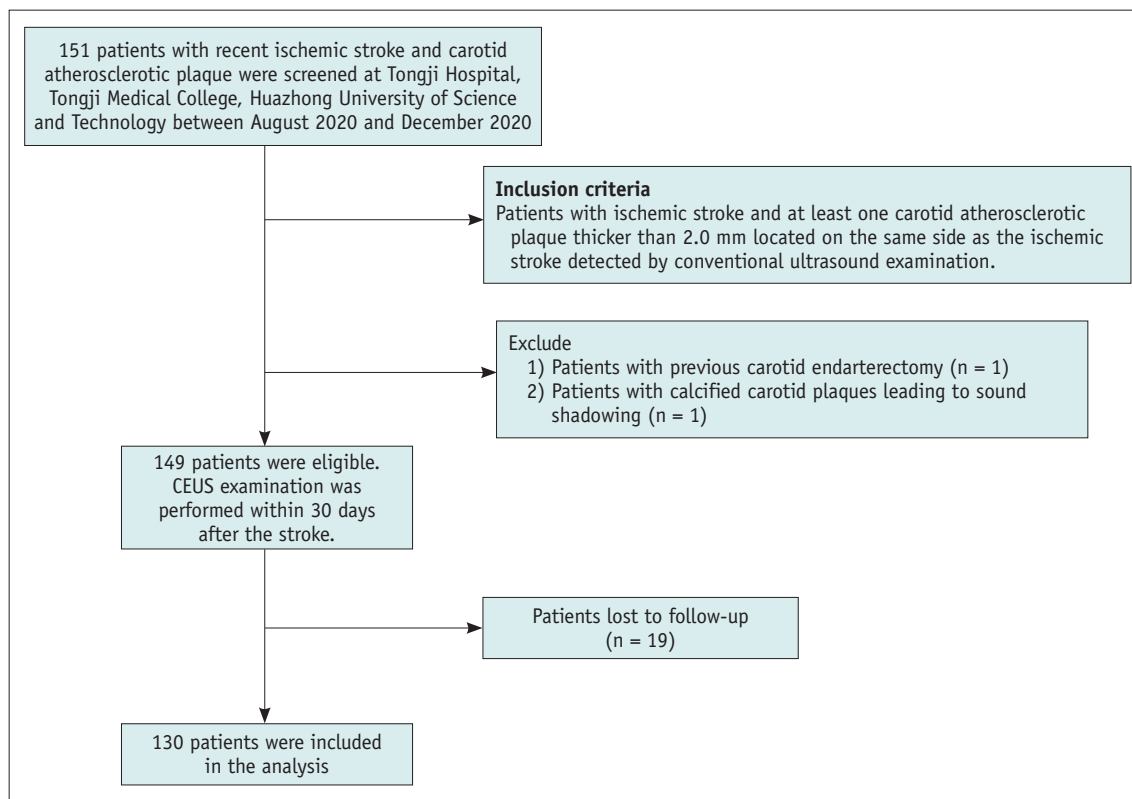 151 patients with recent ischemic stroke and carotid
atherosclerotic plaque were screened at Tongji Hospital,
Tongji Medical College, Huazhong University of Science
and Technology between August 2020 and December 2020
Inclusion criteria
Patients with ischemic stroke and at least one carotid atherosclerotic
plaque thicker than 2.0 mm located on the same side as the ischemic
stroke detected by conventional ultrasound examination.
Exclude
1) Patients with previous carotid endarterectomy (n = 1)
2) Patients with calcified carotid plaques leading to sound
shadowing (n = 1)
149 patients were eligible.
CEUS examination was
performed within 30 days
after the stroke.
Patients lost to follow-up
(n = 19)
130 patients were included
in the analysis